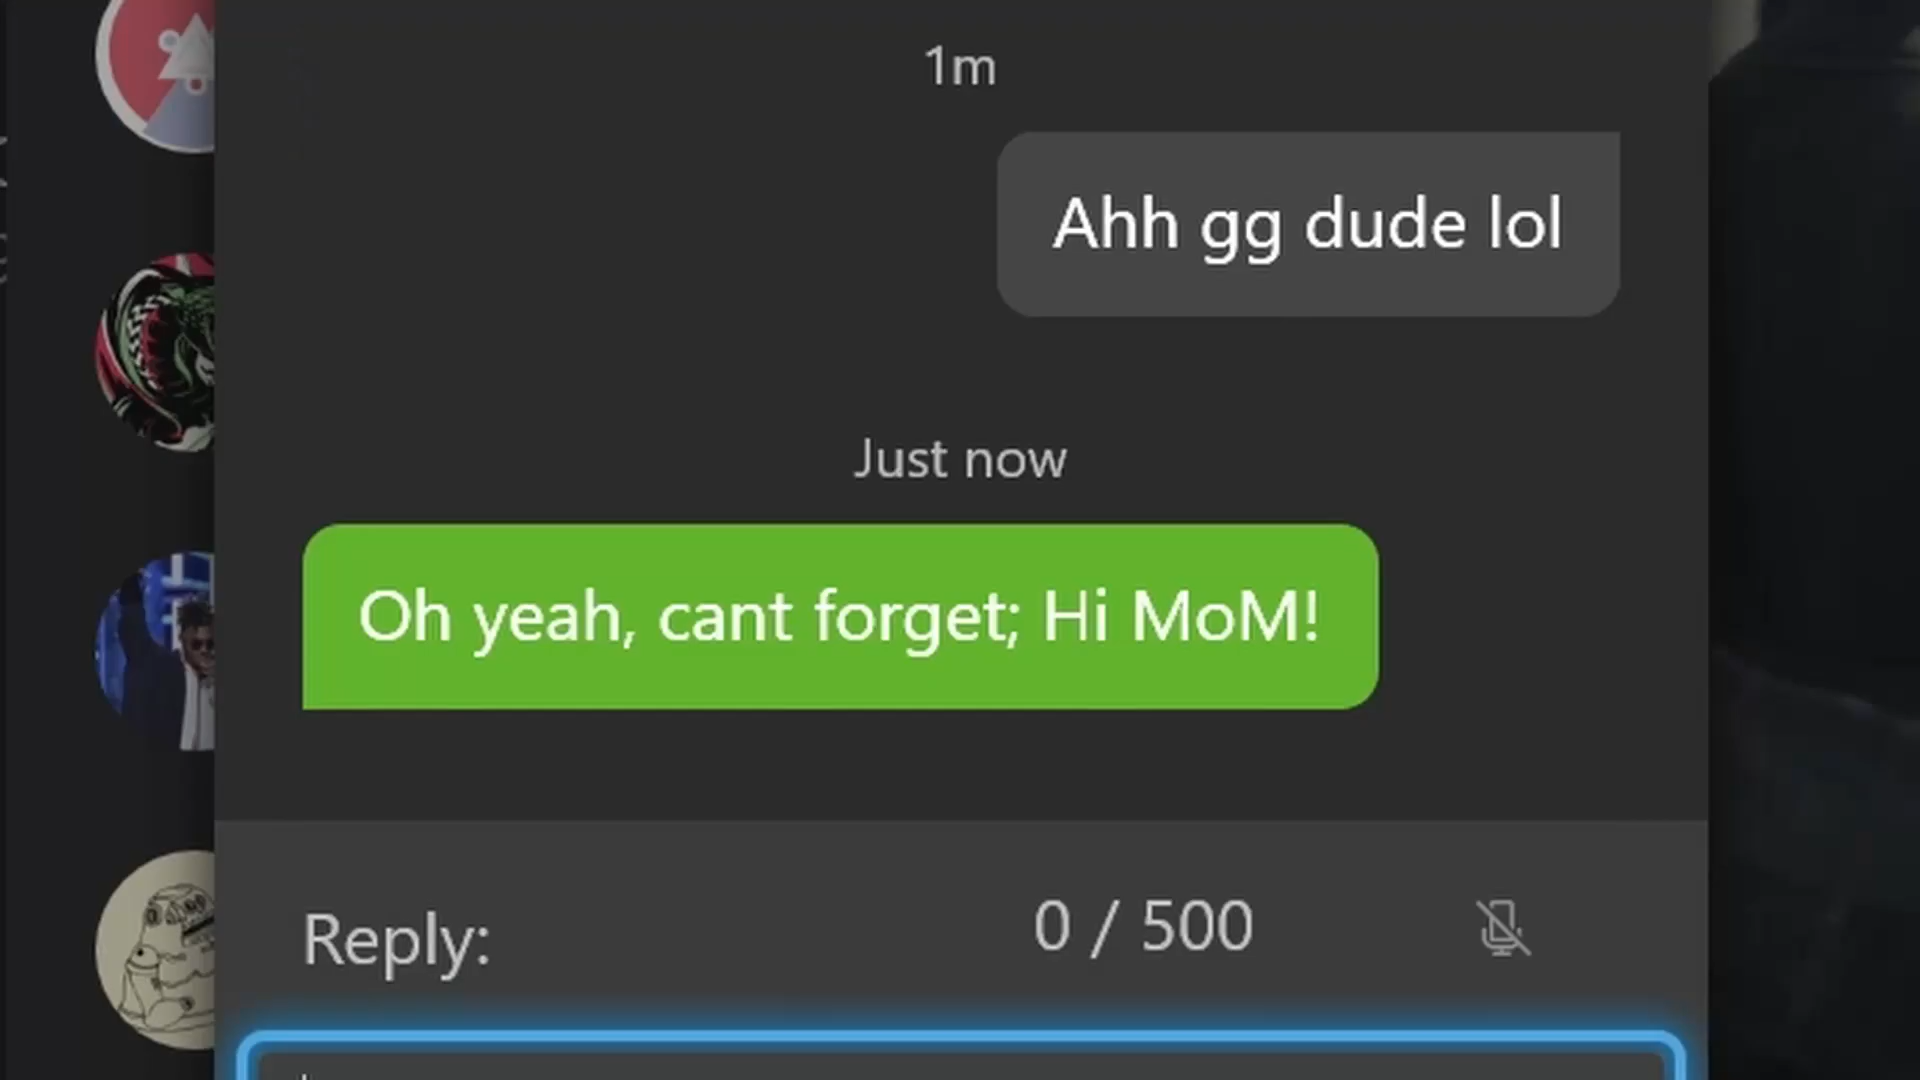 1m
Ahh gg dude lol
Just now
Oh yeah, cant forget; Hi MoM!
Reply:
0 / 500